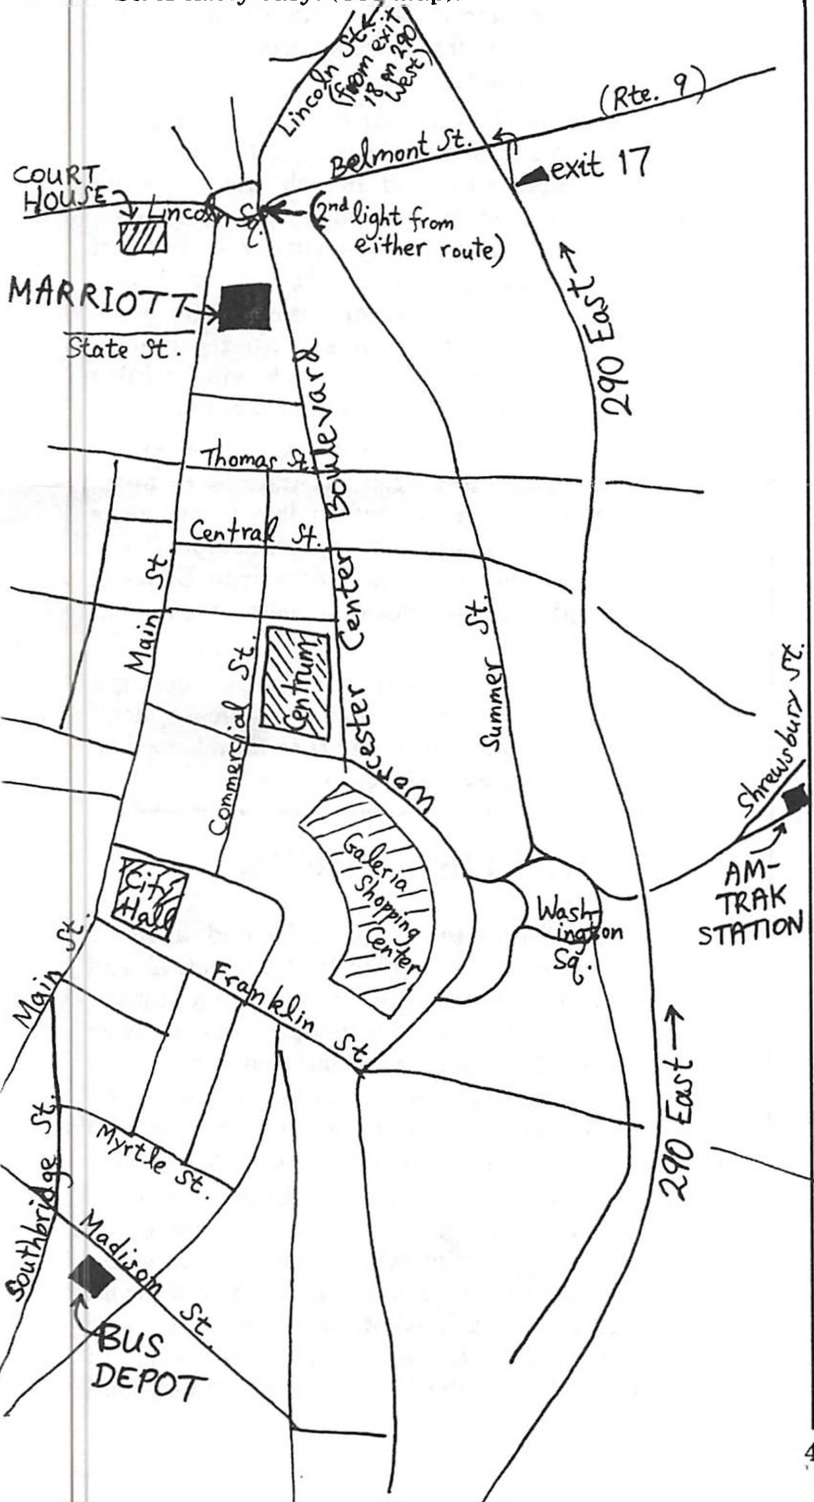 Lincoln St.
(from exit
18 on 290
West)
(Rte. 9)
Belmont St.
exit 17
COURT
HOUSE
Lincoln
Sq.
(2nd light from
either route)
MARRIOTT
State St.
290 East→
Thomas St.
Central St.
Main St.
Worcester Center Boulevard
Commercial St.
Centrum
Summer St.
Shrewsbury St.
Galeria
Shopping
Center
AM-
TRAK
STATION
City
Hall
Wash-
ington
Sq.
Main St.
Franklin St.
290 East→
Myrtle St.
Southbridge St.
Madison St.
BUS
DEPOT
4